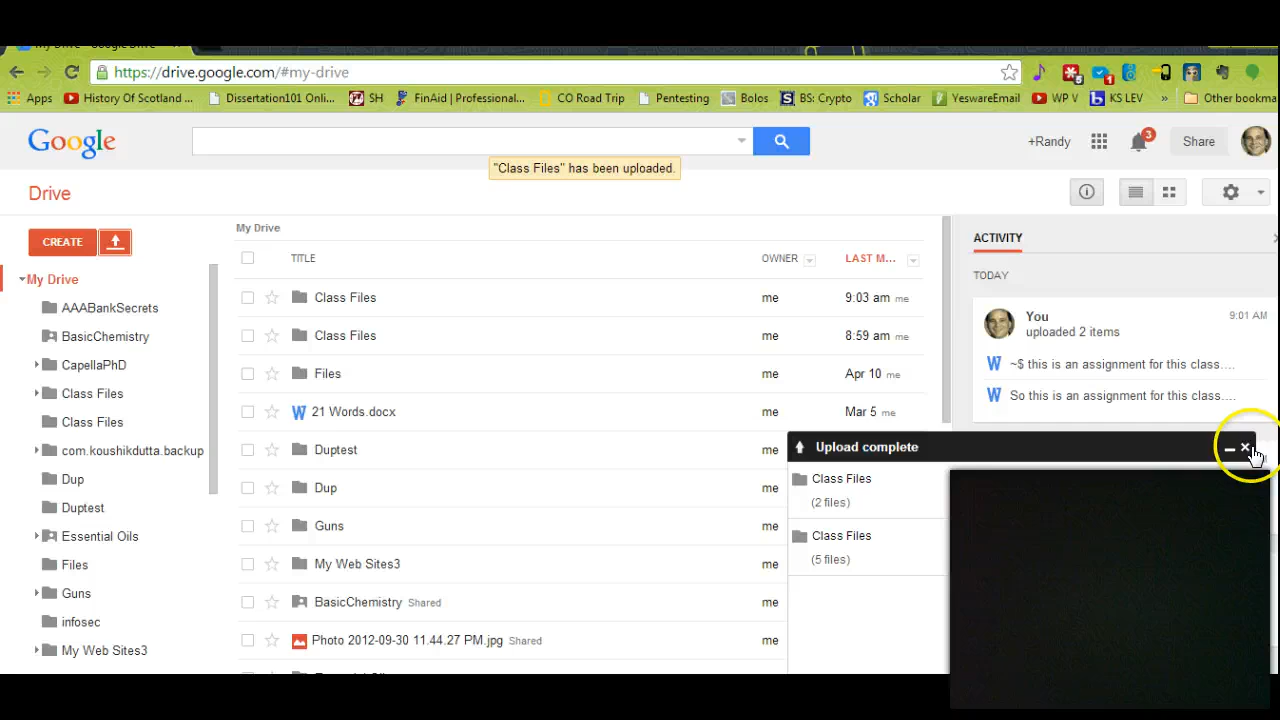 https://drive.google.com/#my-drive
Apps History Of Scotland ... Dissertation101 Onli... SH FinAid | Professional... CO Road Trip Pentesting Bolos BS: Crypto Scholar YeswareEmail WP V KS LEV » Other bookma
Google +Randy 3 Share
"Class Files" has been uploaded.
Drive
CREATE
My Drive
AAABankSecrets
BasicChemistry
CapellaPhD
Class Files
Class Files
com.koushikdutta.backup
Dup
Duptest
Essential Oils
Files
Guns
infosec
My Web Sites3
My Drive
TITLE OWNER LAST M...
Class Files me 9:03 am me
Class Files me 8:59 am me
Files me Apr 10 me
21 Words.docx me Mar 5 me
Duptest me
Dup me
Guns me
My Web Sites3 me
BasicChemistry Shared me
Photo 2012-09-30 11.44.27 PM.jpg Shared me
ACTIVITY
TODAY
You 9:01 AM
uploaded 2 items
W ~$ this is an assignment for this class....
W So this is an assignment for this class....
Upload complete
Class Files
(2 files)
Class Files
(5 files)